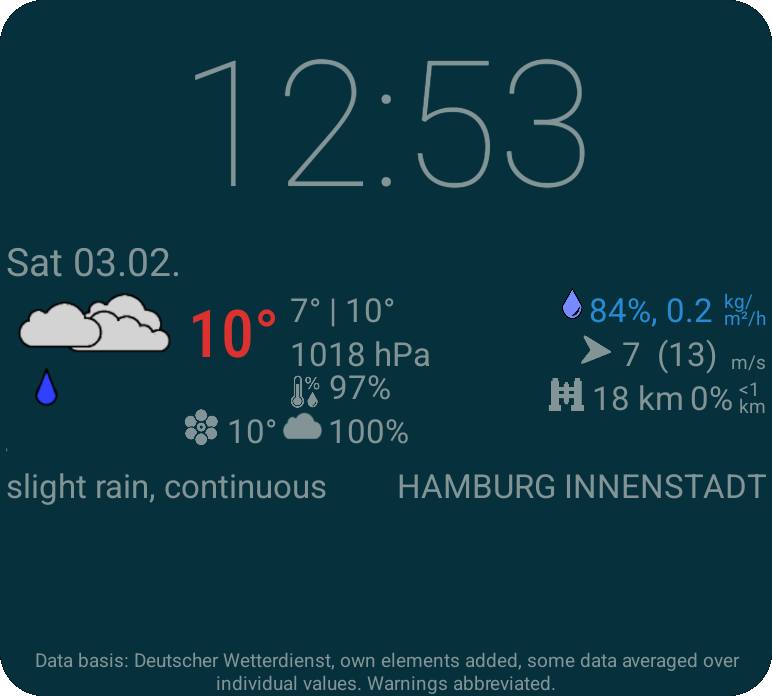 12:53
Sat 03.02.
10° 7° | 10° 84%, 0.2 kg/m²/h
1018 hPa 7 (13) m/s
% 97% 18 km 0% <1 km
10° 100%
slight rain, continuous HAMBURG INNENSTADT
Data basis: Deutscher Wetterdienst, own elements added, some data averaged over
individual values. Warnings abbreviated.